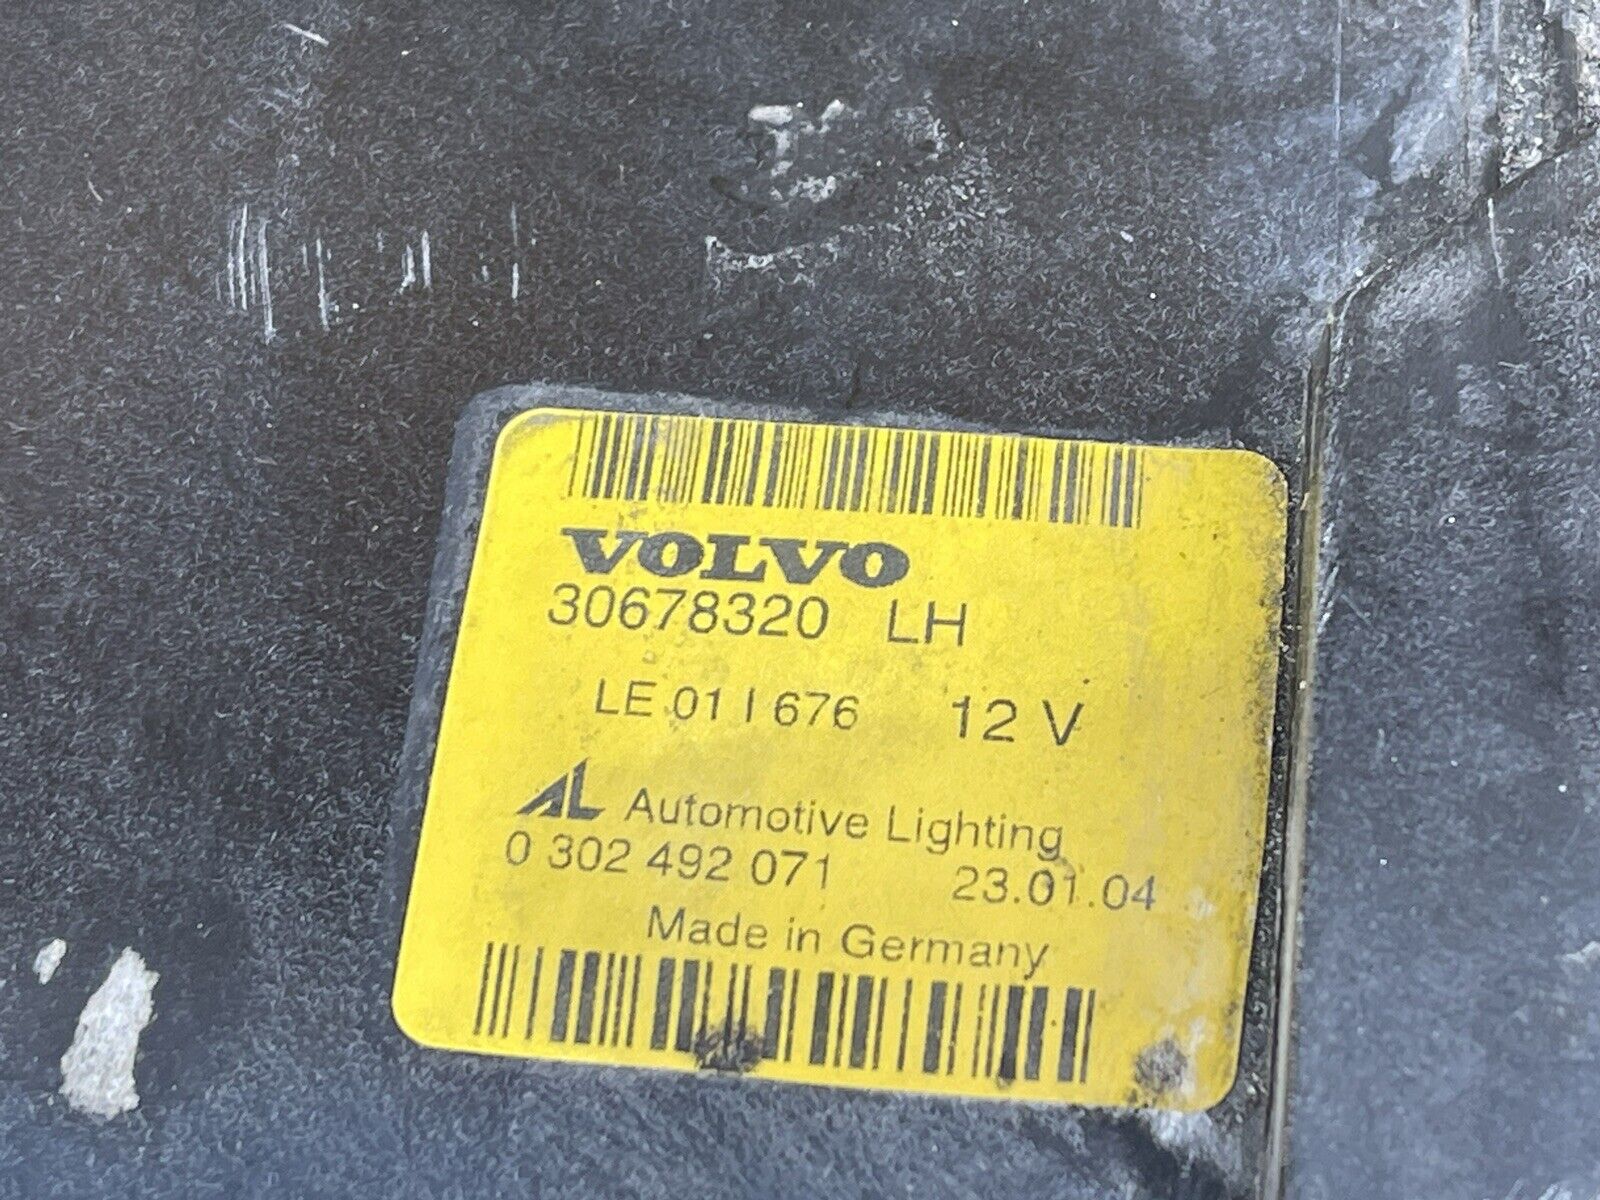 VOLVO
30678320 LH
LE 01 I 676 12 V
AL Automotive Lighting
0 302 492 071 23.01.04
Made in Germany